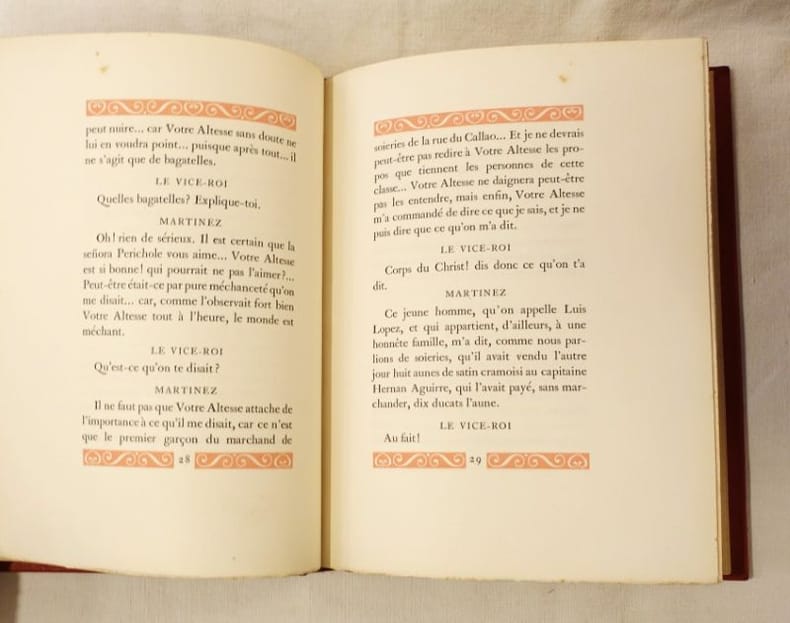 peut nuire... car Votre Altesse sans doute ne
lui en voudra point... puisque après tout... il
ne s'agit que de bagatelles.
LE VICE-ROI
Quelles bagatelles? Explique-toi.
MARTINEZ
Oh! rien de sérieux. Il est certain que la
señora Perichole vous aime... Votre Altesse
est si bonne! qui pourrait ne pas l'aimer?...
Peut-être était-ce par pure méchanceté qu'on
me disait... car, comme l'observait fort bien
Votre Altesse tout à l'heure, le monde est
méchant.
LE VICE-ROI
Qu'est-ce qu'on te disait?
MARTINEZ
Il ne faut pas que Votre Altesse attache de
l'importance à ce qu'il me disait, car ce n'est
que le premier garçon du marchand de
28
soieries de la rue du Callao... Et je ne devrais
peut-être pas redire à Votre Altesse les pro-
pos que tiennent les personnes de cette
classe... Votre Altesse ne daignera peut-être
pas les entendre, mais enfin, Votre Altesse
m'a commandé de dire ce que je sais, et je ne
puis dire que ce qu'on m'a dit.
LE VICE-ROI
Corps du Christ! dis donc ce qu'on t'a
dit.
MARTINEZ
Ce jeune homme, qu'on appelle Luis
Lopez, et qui appartient, d'ailleurs, à une
honnête famille, m'a dit, comme nous par-
lions de soieries, qu'il avait vendu l'autre
jour huit aunes de satin cramoisi au capitaine
Hernan Aguirre, qui l'avait payé, sans mar-
chander, dix ducats l'aune.
LE VICE-ROI
Au fait!
29